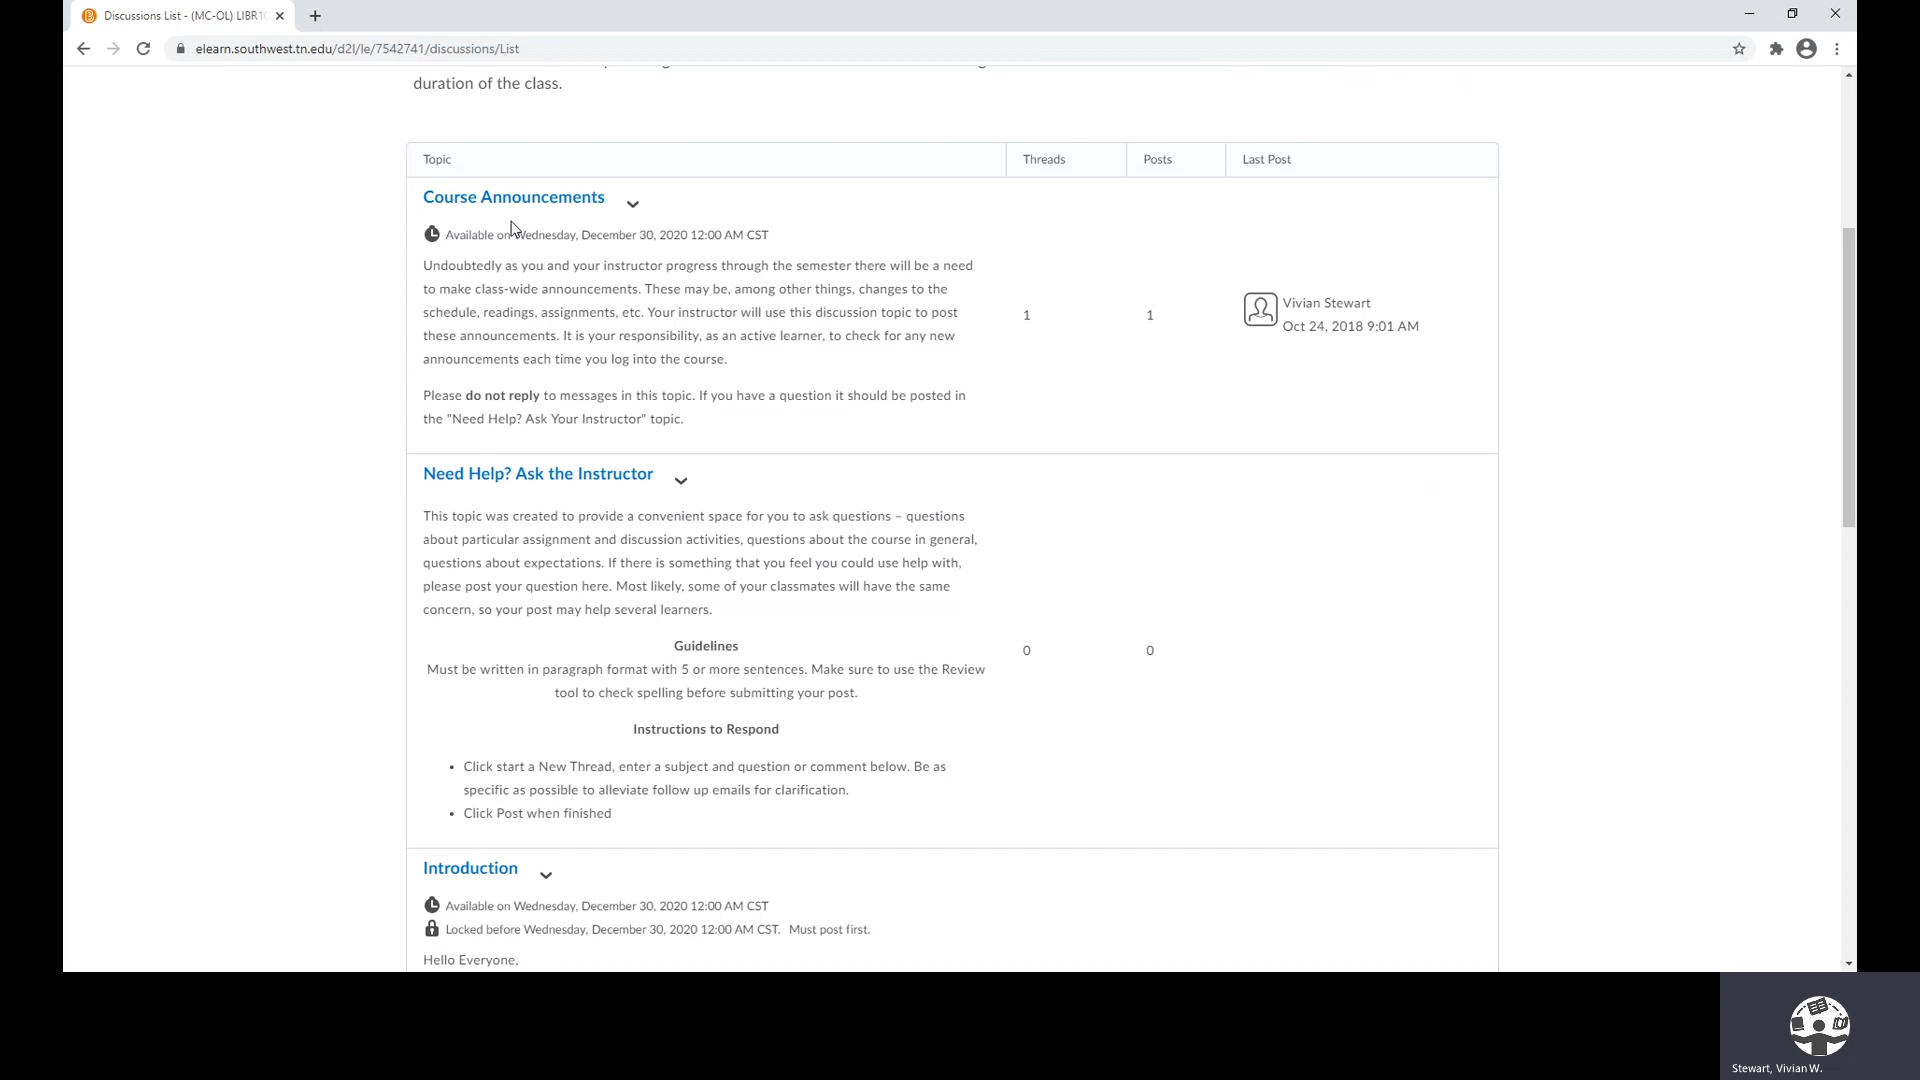 Discussions List - (MC-OL) LIBR1
elearn.southwest.tn.edu/d2l/le/7542741/discussions/List
duration of the class.
Topic Threads Posts Last Post
Course Announcements
Available on Wednesday, December 30, 2020 12:00 AM CST
Undoubtedly as you and your instructor progress through the semester there will be a need
to make class-wide announcements. These may be, among other things, changes to the
schedule, readings, assignments, etc. Your instructor will use this discussion topic to post
these announcements. It is your responsibility, as an active learner, to check for any new
announcements each time you log into the course.
Please do not reply to messages in this topic. If you have a question it should be posted in
the "Need Help? Ask Your Instructor" topic.
1 1
Vivian Stewart
Oct 24, 2018 9:01 AM
Need Help? Ask the Instructor
This topic was created to provide a convenient space for you to ask questions – questions
about particular assignment and discussion activities, questions about the course in general,
questions about expectations. If there is something that you feel you could use help with,
please post your question here. Most likely, some of your classmates will have the same
concern, so your post may help several learners.
Guidelines
Must be written in paragraph format with 5 or more sentences. Make sure to use the Review
tool to check spelling before submitting your post.
Instructions to Respond
• Click start a New Thread, enter a subject and question or comment below. Be as
specific as possible to alleviate follow up emails for clarification.
• Click Post when finished
0 0
Introduction
Available on Wednesday, December 30, 2020 12:00 AM CST
Locked before Wednesday, December 30, 2020 12:00 AM CST. Must post first.
Hello Everyone,
Stewart, Vivian W.